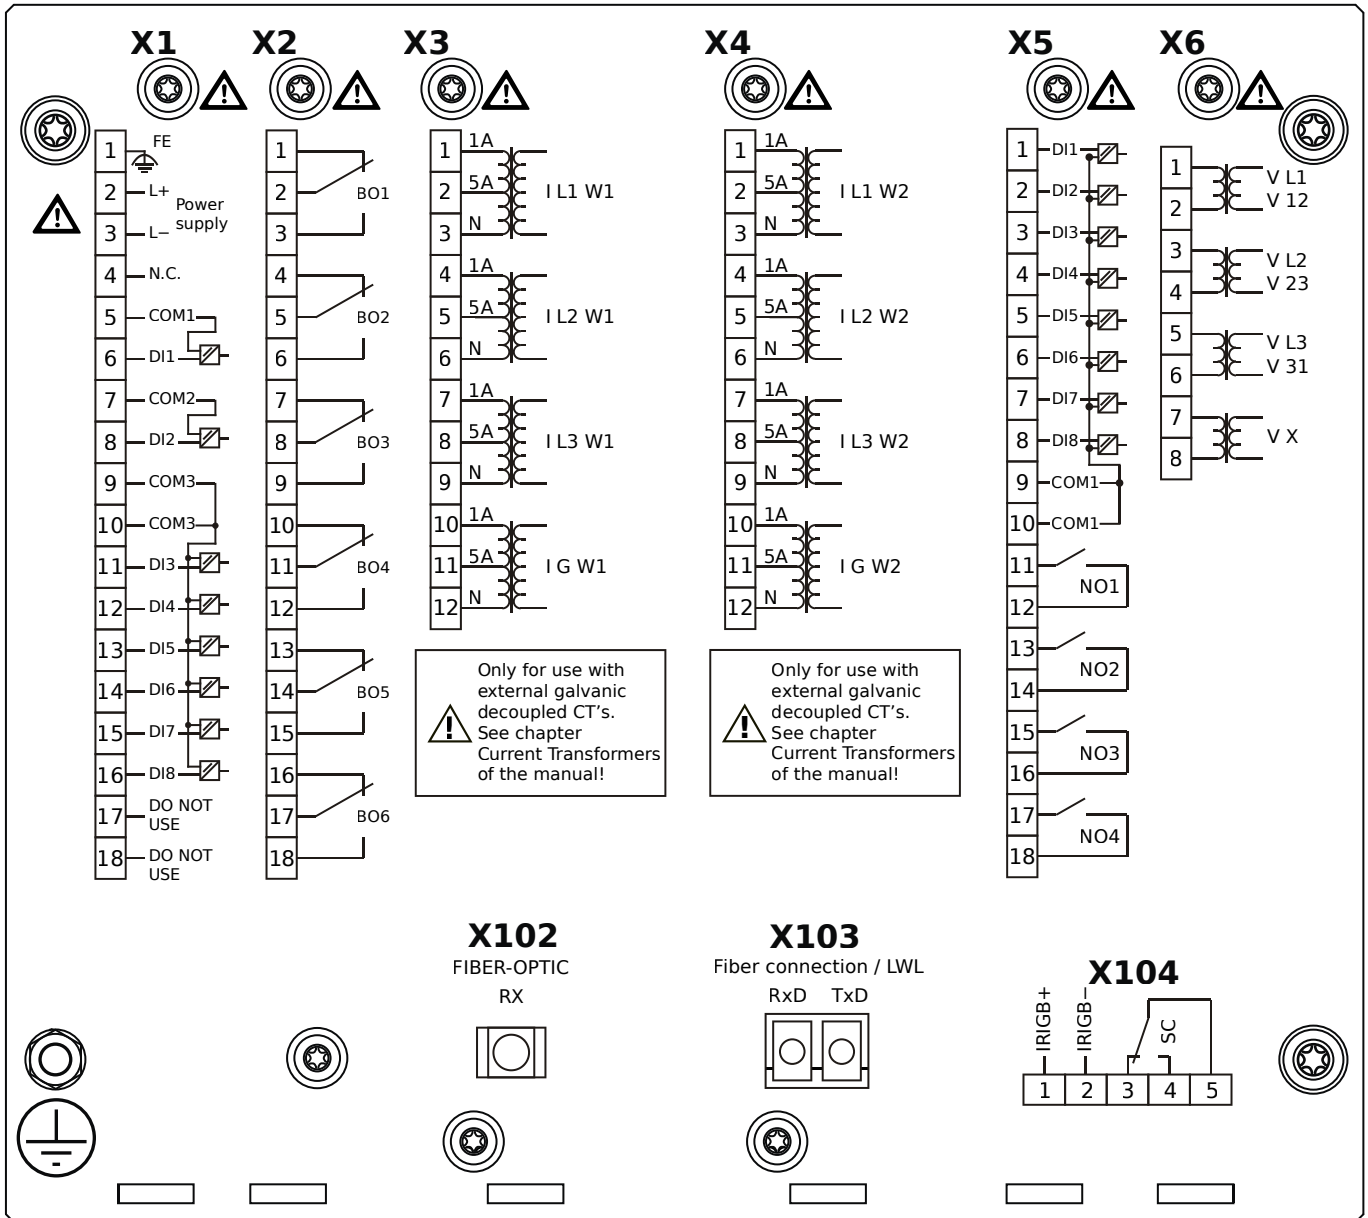 X1 X2 X3 X4 X5 X6
1 FE
2 L+
Power
supply
3 L−
4 N.C.
5 COM1
6 DI1
7 COM2
8 DI2
9 COM3
10 COM3
11 DI3
12 DI4
13 DI5
14 DI6
15 DI7
16 DI8
17 DO NOT
USE
18 DO NOT
USE
1
2 BO1
3
4
5 BO2
6
7
8 BO3
9
10
11 BO4
12
13
14 BO5
15
16
17 BO6
18
1 1A
2 5A I L1 W1
3 N
4 1A
5 5A I L2 W1
6 N
7 1A
8 5A I L3 W1
9 N
10 1A
11 5A I G W1
12 N
Only for use with
external galvanic
decoupled CT's.
See chapter
Current Transformers
of the manual!
1 1A
2 5A I L1 W2
3 N
4 1A
5 5A I L2 W2
6 N
7 1A
8 5A I L3 W2
9 N
10 1A
11 5A I G W2
12 N
Only for use with
external galvanic
decoupled CT's.
See chapter
Current Transformers
of the manual!
1 DI1
2 DI2
3 DI3
4 DI4
5 DI5
6 DI6
7 DI7
8 DI8
9 COM1
10 COM1
11
NO1
12
13
NO2
14
15
NO3
16
17
NO4
18
1 V L1
2 V 12
3 V L2
4 V 23
5 V L3
6 V 31
7 V X
8
X102
FIBER-OPTIC
RX
X103
Fiber connection / LWL
RxD TxD
X104
IRIGB+
IRIGB−
SC
1 2 3 4 5